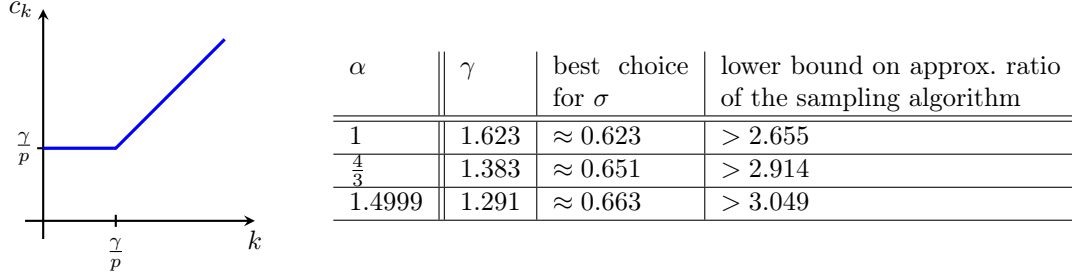 c_k
γ/p
γ/p
k
α γ best choice for σ lower bound on approx. ratio of the sampling algorithm
1 1.623 ≈ 0.623 > 2.655
4/3 1.383 ≈ 0.651 > 2.914
1.4999 1.291 ≈ 0.663 > 3.049